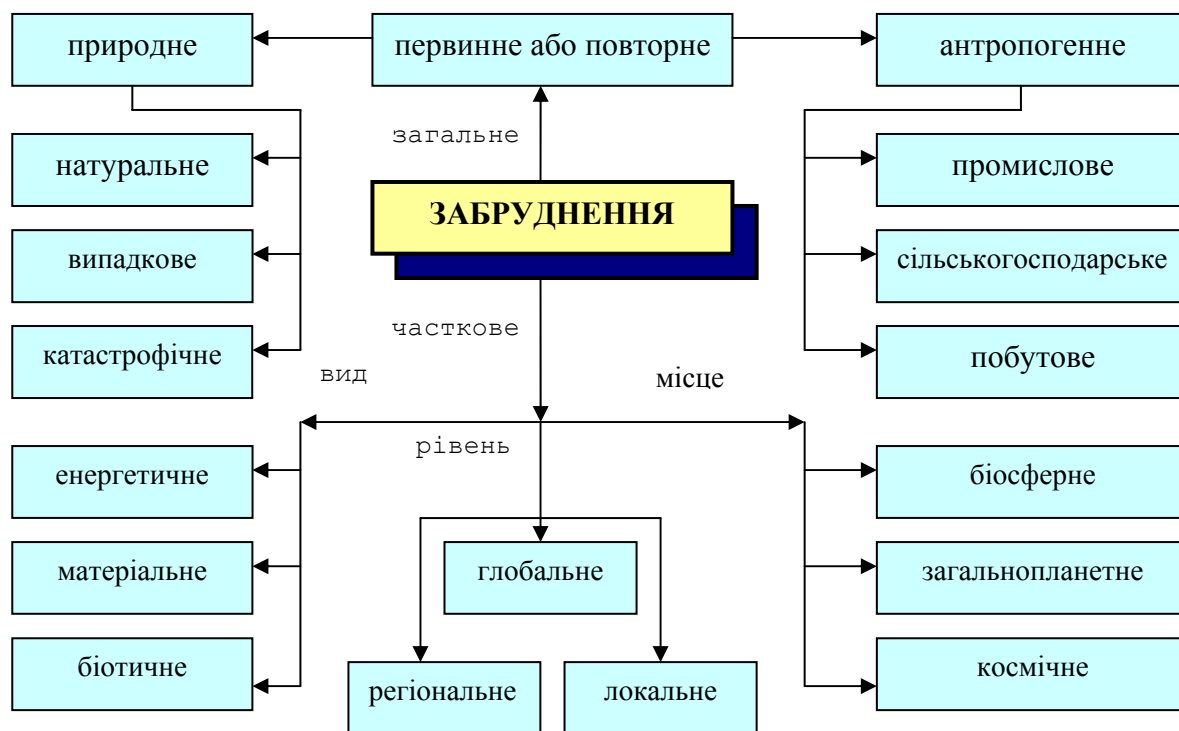 природне
первинне або повторне
антропогенне
загальне
натуральне
промислове
ЗАБРУДНЕННЯ
випадкове
сільськогосподарське
часткове
катастрофічне
побутове
вид
місце
рівень
енергетичне
біосферне
матеріальне
глобальне
загальнопланетне
біотичне
регіональне
локальне
космічне